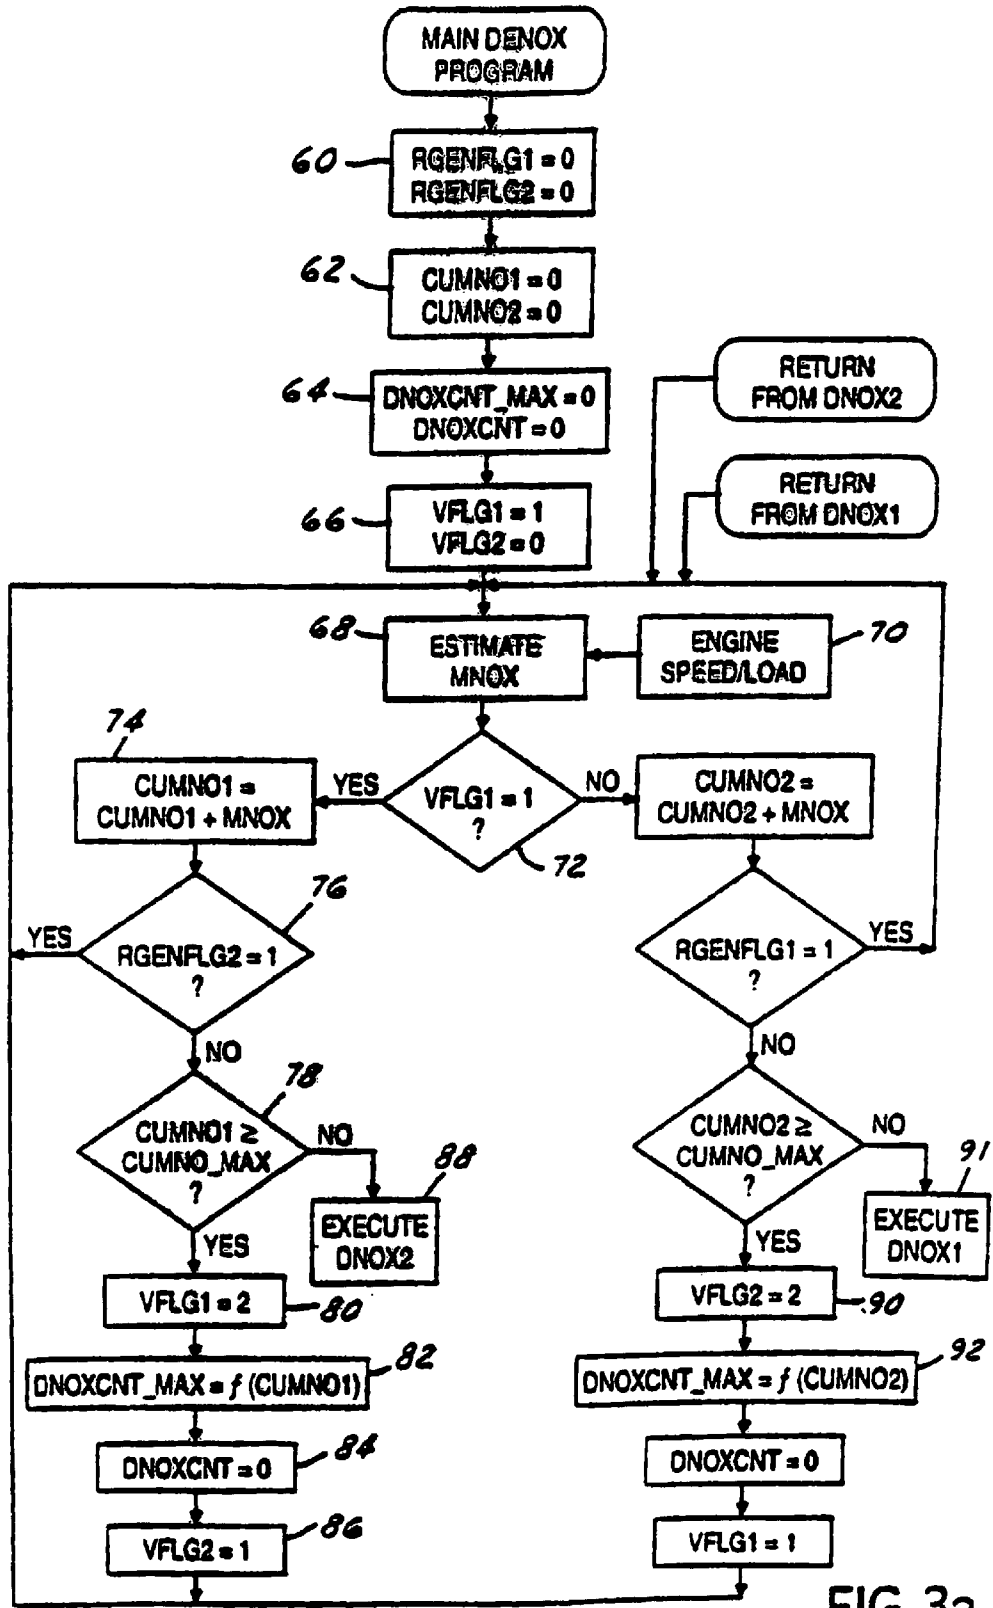 MAIN DENOX
PROGRAM
60
RGENFLG1 = 0
RGENFLG2 = 0
62
CUMNO1 = 0
CUMNO2 = 0
64
DNOXCNT_MAX = 0
DNOXCNT = 0
RETURN
FROM DNOX2
RETURN
FROM DNOX1
66
VFLG1 = 1
VFLG2 = 0
68
ESTIMATE
MNOX
ENGINE
SPEED/LOAD
70
74
CUMNO1 =
CUMNO1 + MNOX
YES
VFLG1 = 1
?
NO
72
CUMNO2 =
CUMNO2 + MNOX
76
YES
RGENFLG2 = 1
?
NO
RGENFLG1 = 1
?
YES
NO
78
CUMNO1 ≥
CUMNO_MAX
?
NO
YES
88
EXECUTE
DNOX2
CUMNO2 ≥
CUMNO_MAX
?
NO
YES
91
EXECUTE
DNOX1
VFLG1 = 2
80
VFLG2 = 2
90
DNOXCNT_MAX = f (CUMNO1)
82
DNOXCNT_MAX = f (CUMNO2)
92
DNOXCNT = 0
84
DNOXCNT = 0
VFLG2 = 1
86
VFLG1 = 1
FIG 3a